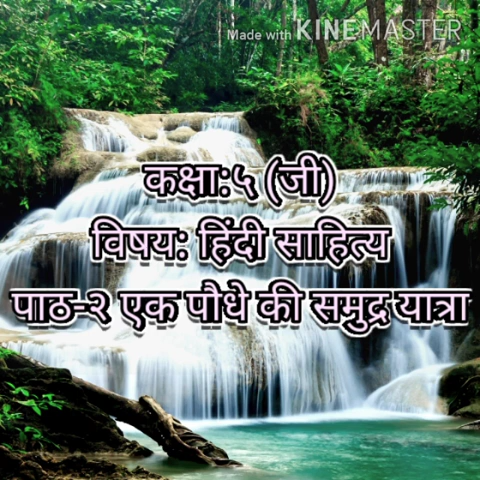 Made with KINEMASTER
कक्षा:५ (जी)
विषय: हिंदी साहित्य
पाठ-२ एक पौधे की समुद्र यात्रा